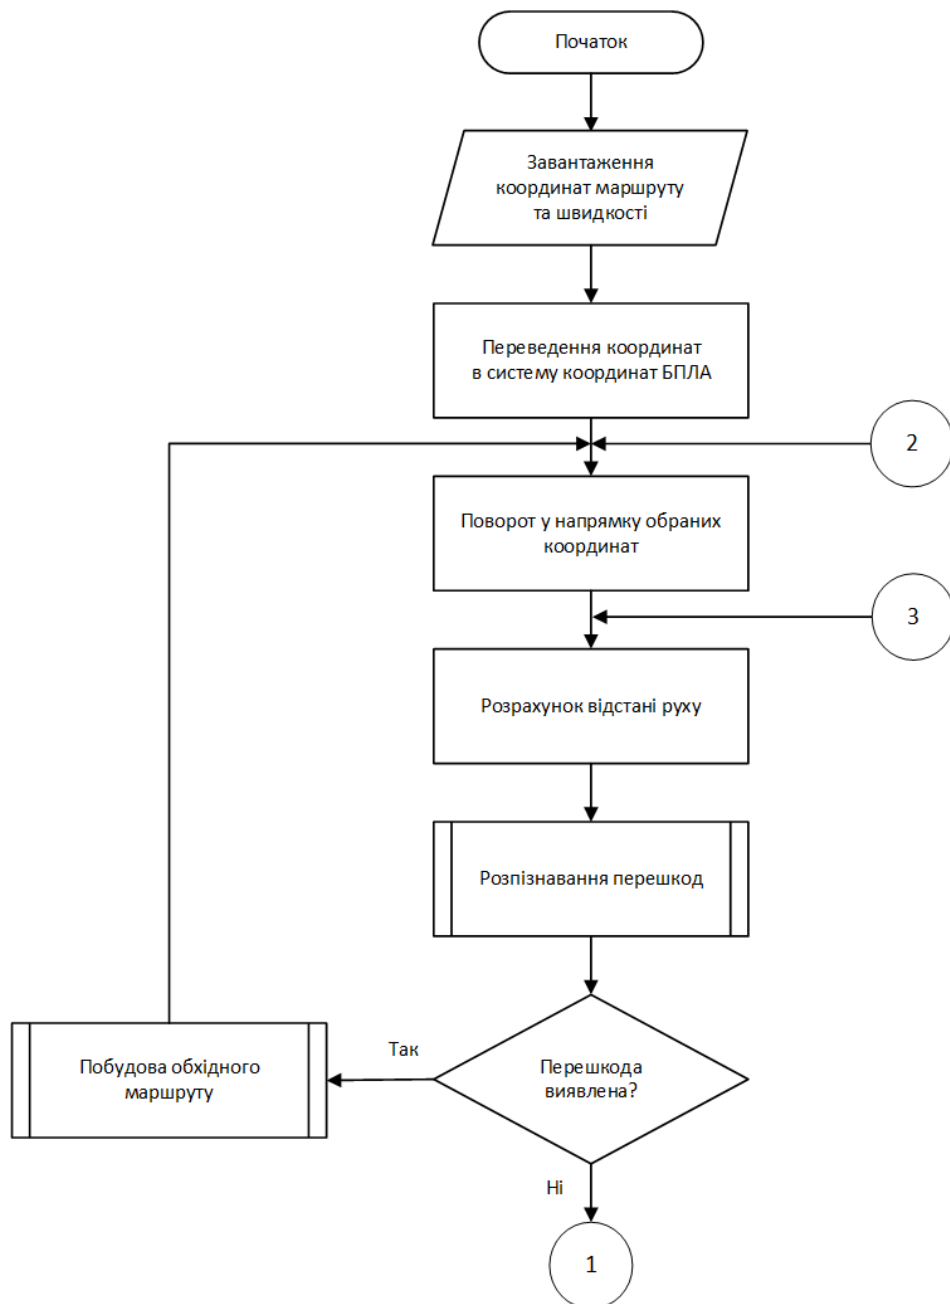 Початок
Завантаження
координат маршруту
та швидкості
Переведення координат
в систему координат БПЛА
2
Поворот у напрямку обраних
координат
3
Розрахунок відстані руху
Розпізнавання перешкод
Так
Побудова обхідного
маршруту
Перешкода
виявлена?
Ні
1